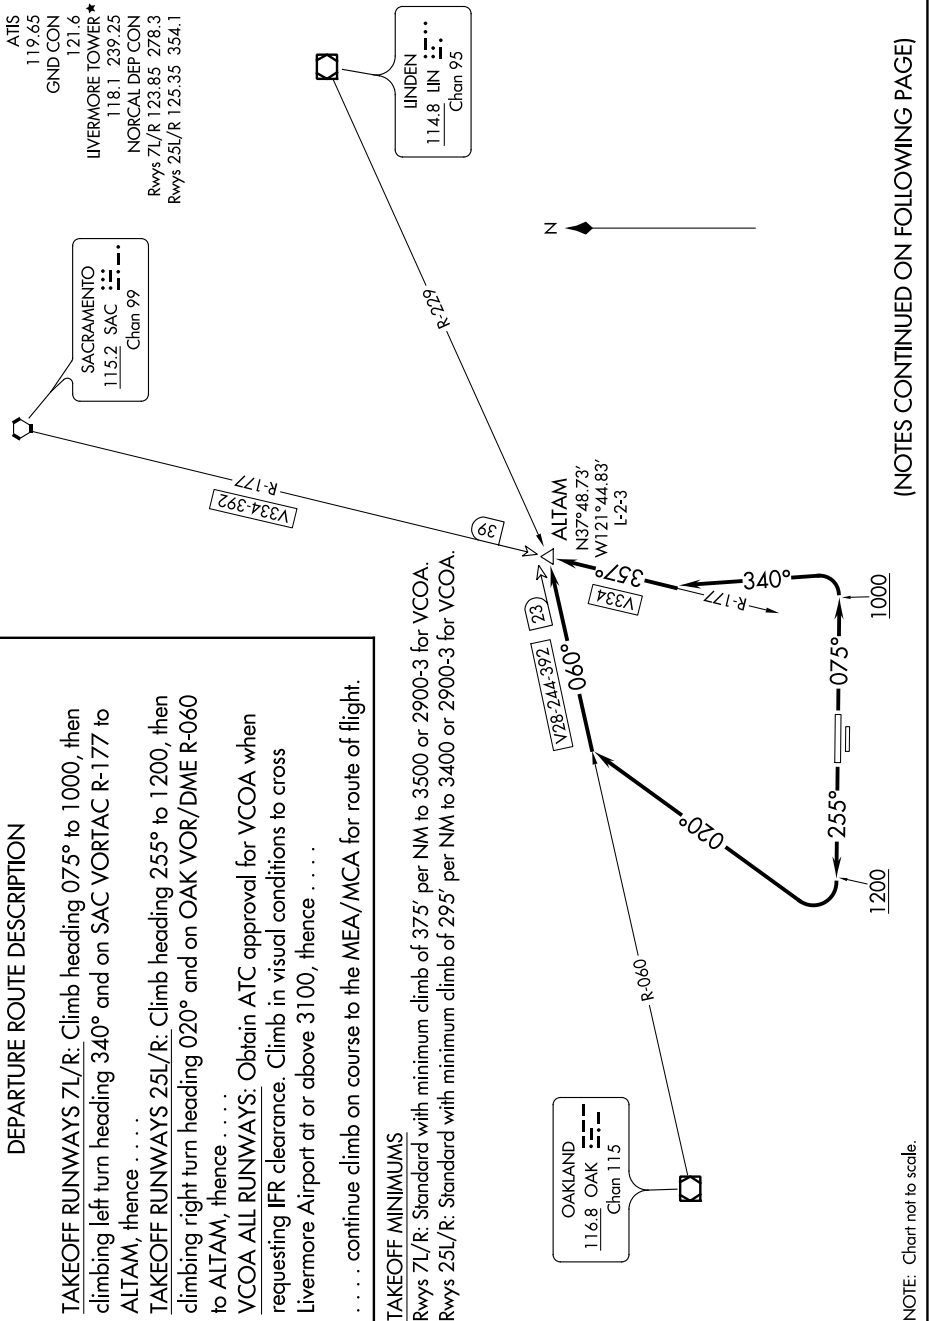 DEPARTURE ROUTE DESCRIPTION
TAKEOFF RUNWAYS 7L/R: Climb heading 075° to 1000, then
climbing left turn heading 340° and on SAC VORTAC R-177 to
ALTAM, thence . . . .
TAKEOFF RUNWAYS 25L/R: Climb heading 255° to 1200, then
climbing right turn heading 020° and on OAK VOR/DME R-060
to ALTAM, thence . . . .
VCOA ALL RUNWAYS: Obtain ATC approval for VCOA when
requesting IFR clearance. Climb in visual conditions to cross
Livermore Airport at or above 3100, thence . . . .
. . . . continue climb on course to the MEA/MCA for route of flight.
TAKEOFF MINIMUMS
Rwys 7L/R: Standard with minimum climb of 375' per NM to 3500 or 2900-3 for VCOA.
Rwys 25L/R: Standard with minimum climb of 295' per NM to 3400 or 2900-3 for VCOA.
ATIS
119.65
GND CON
121.6
LIVERMORE TOWER★
118.1 239.25
NORCAL DEP CON
Rwys 7L/R 123.85 278.3
Rwys 25L/R 125.35 354.1
SACRAMENTO
115.2 SAC
Chan 99
LINDEN
114.8 LIN
Chan 95
R-177
V334-392
39
R-229
N
ALTAM
N37°48.73'
W121°44.83'
L-2-3
23
V28-244-392
060°
357°
V334
R-177
340°
020°
R-060
OAKLAND
116.8 OAK
Chan 115
255°
075°
1200
1000
NOTE: Chart not to scale.
(NOTES CONTINUED ON FOLLOWING PAGE)